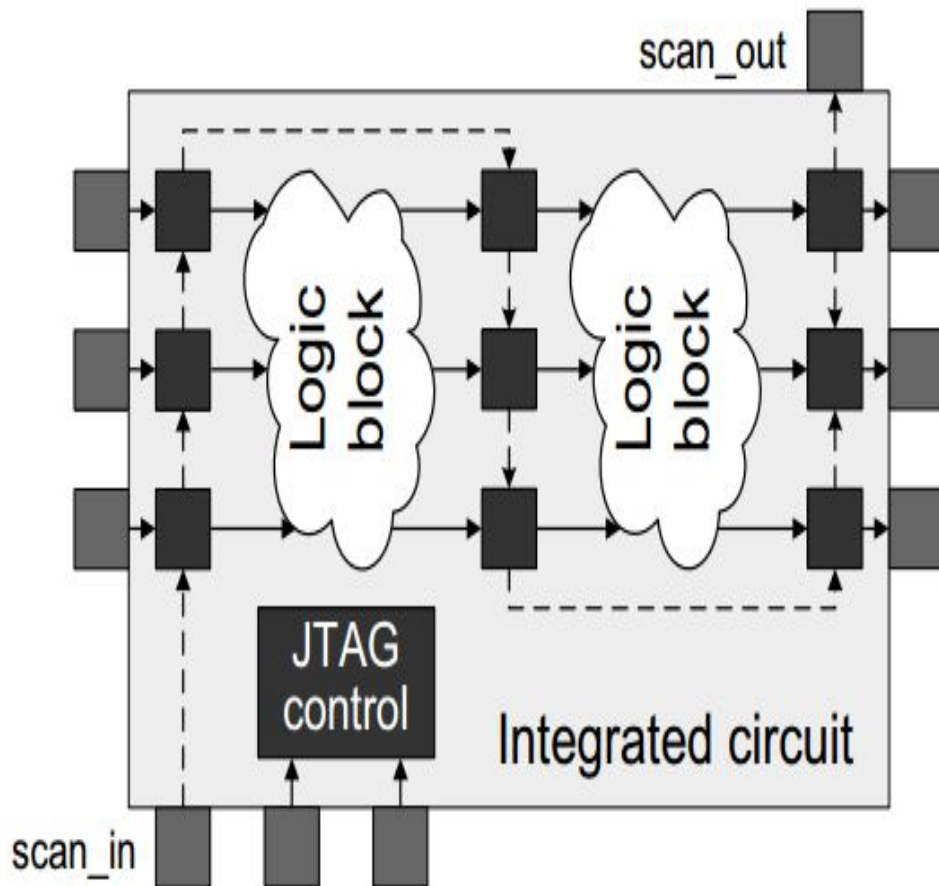 scan_out
Logic
block
Logic
block
JTAG
control
Integrated circuit
scan_in